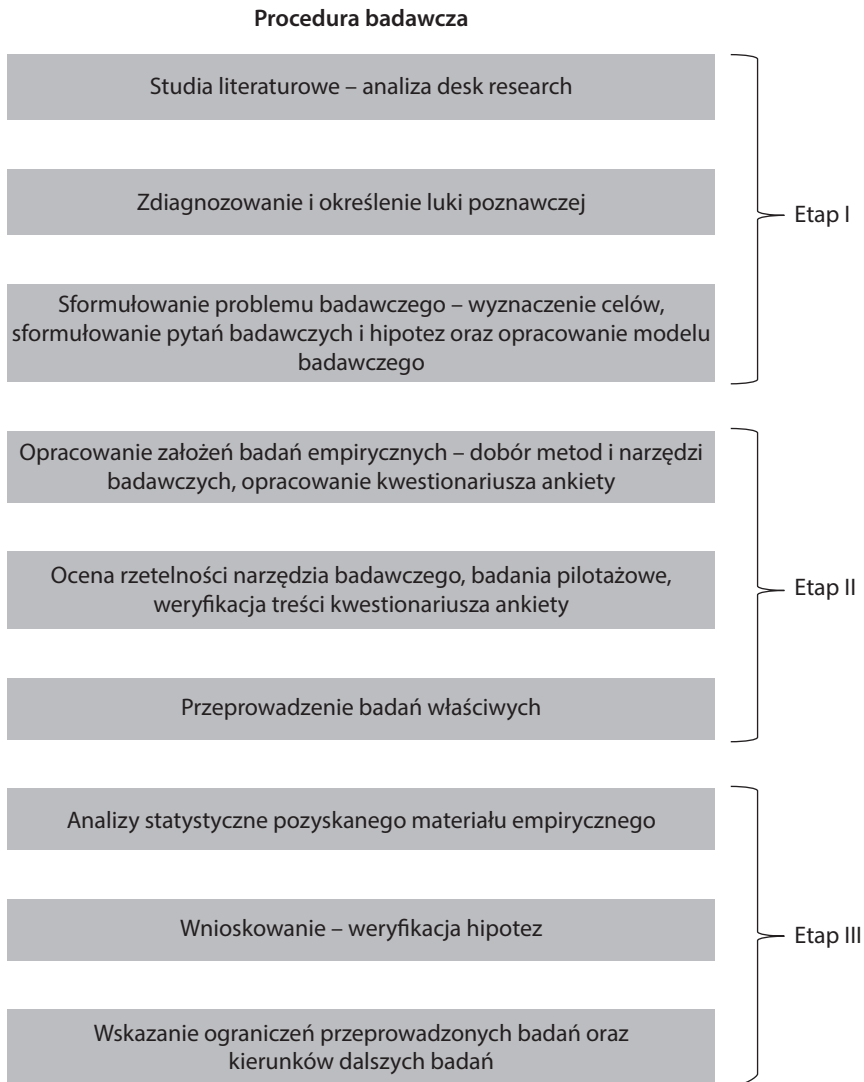 Procedura badawcza
Studia literaturowe – analiza desk research
Zdiagnozowanie i określenie luki poznawczej
Etap I
Sformułowanie problemu badawczego – wyznaczenie celów,
sformułowanie pytań badawczych i hipotez oraz opracowanie modelu
badawczego
Opracowanie założeń badań empirycznych – dobór metod i narzędzi
badawczych, opracowanie kwestionariusza ankiety
Ocena rzetelności narzędzia badawczego, badania pilotażowe,
weryfikacja treści kwestionariusza ankiety
Etap II
Przeprowadzenie badań właściwych
Analizy statystyczne pozyskanego materiału empirycznego
Wnioskowanie – weryfikacja hipotez
Etap III
Wskazanie ograniczeń przeprowadzonych badań oraz
kierunków dalszych badań